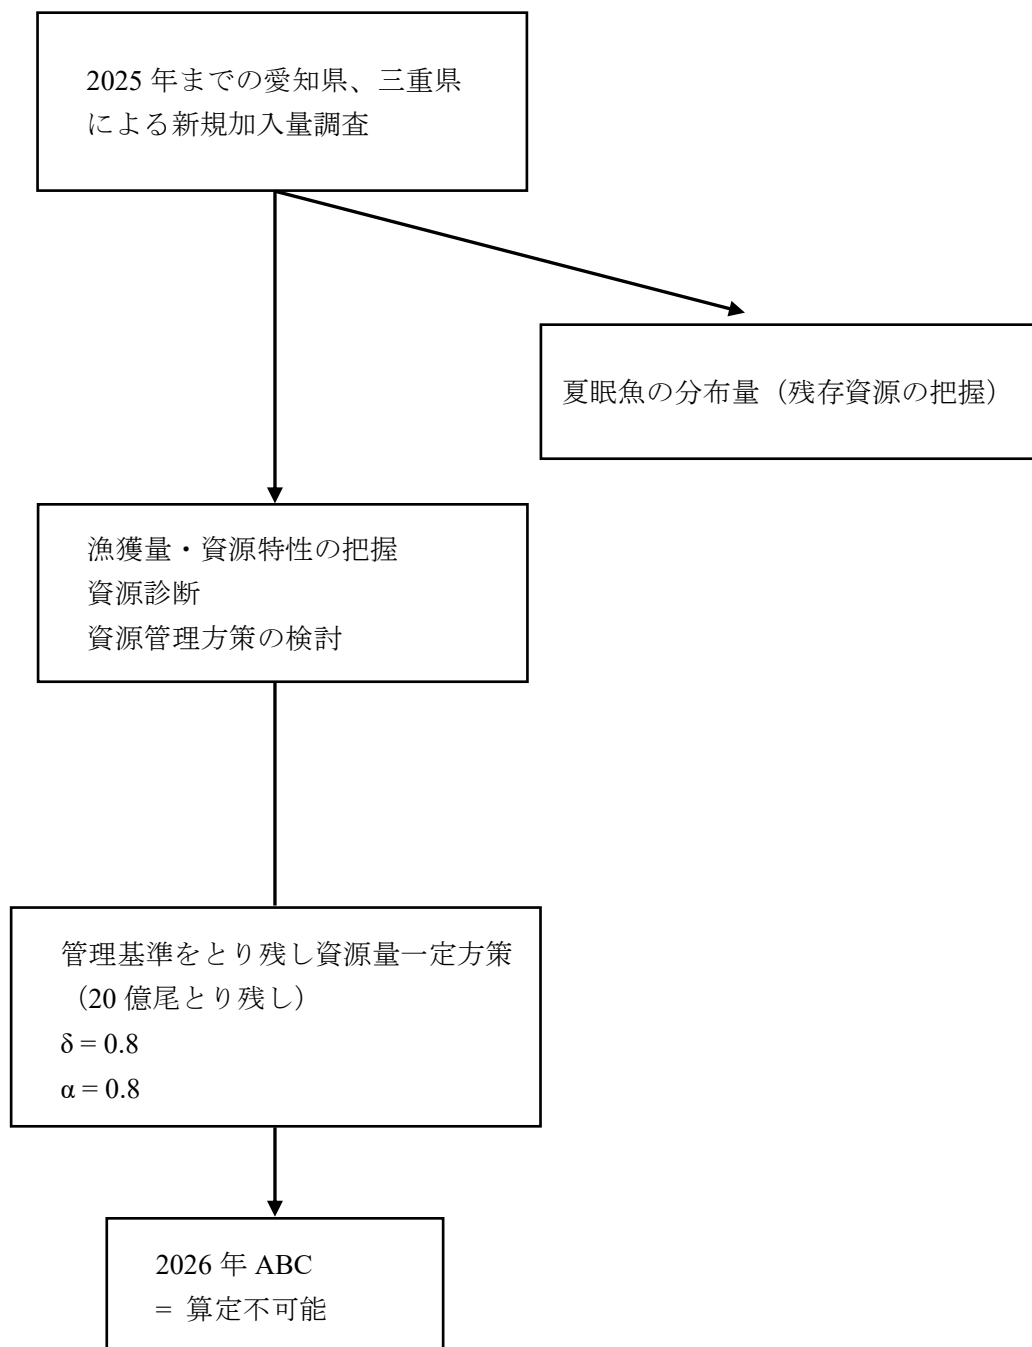 2025 年までの愛知県、三重県
による新規加入量調査
夏眠魚の分布量（残存資源の把握）
漁獲量・資源特性の把握
資源診断
資源管理方策の検討
管理基準をとり残し資源量一定方策
（20 億尾とり残し）
δ = 0.8
α = 0.8
2026 年 ABC
= 算定不可能